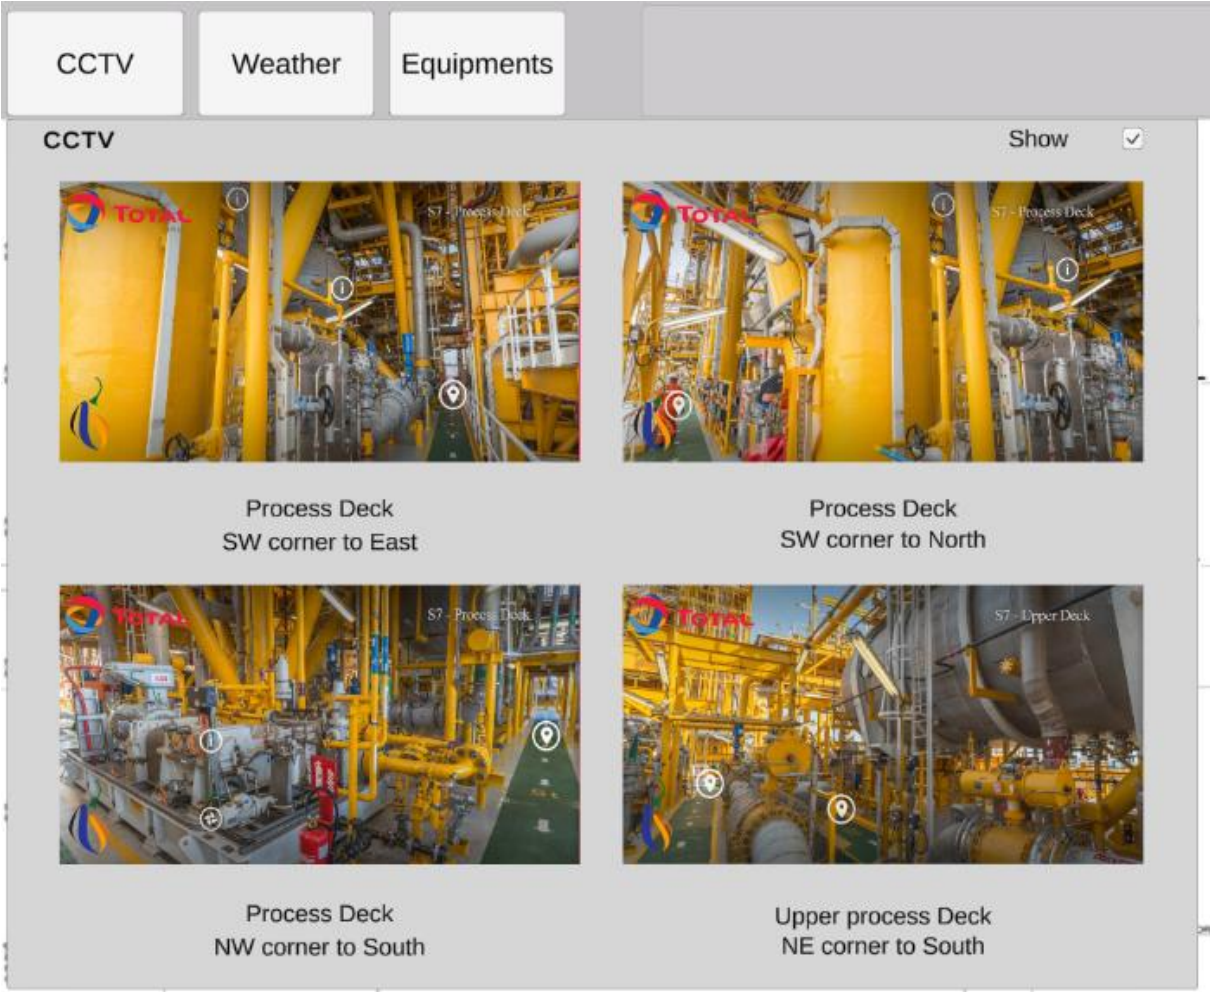 CCTV
Weather
Equipments
CCTV
Show
TOTAL
S7 - Process Deck
TOTAL
S7 - Process Deck
Process Deck
SW corner to East
Process Deck
SW corner to North
TOTAL
S7 - Process Deck
TOTAL
S7 - Upper Deck
Process Deck
NW corner to South
Upper process Deck
NE corner to South